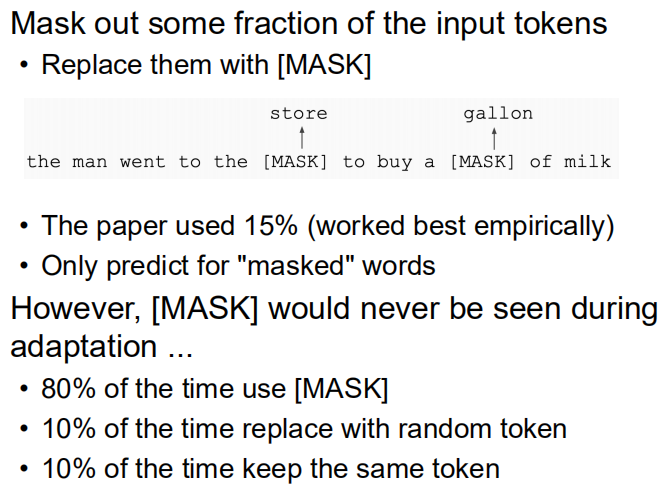 Mask out some fraction of the input tokens
• Replace them with [MASK]
store gallon
the man went to the [MASK] to buy a [MASK] of milk
• The paper used 15% (worked best empirically)
• Only predict for "masked" words
However, [MASK] would never be seen during
adaptation ...
• 80% of the time use [MASK]
• 10% of the time replace with random token
• 10% of the time keep the same token